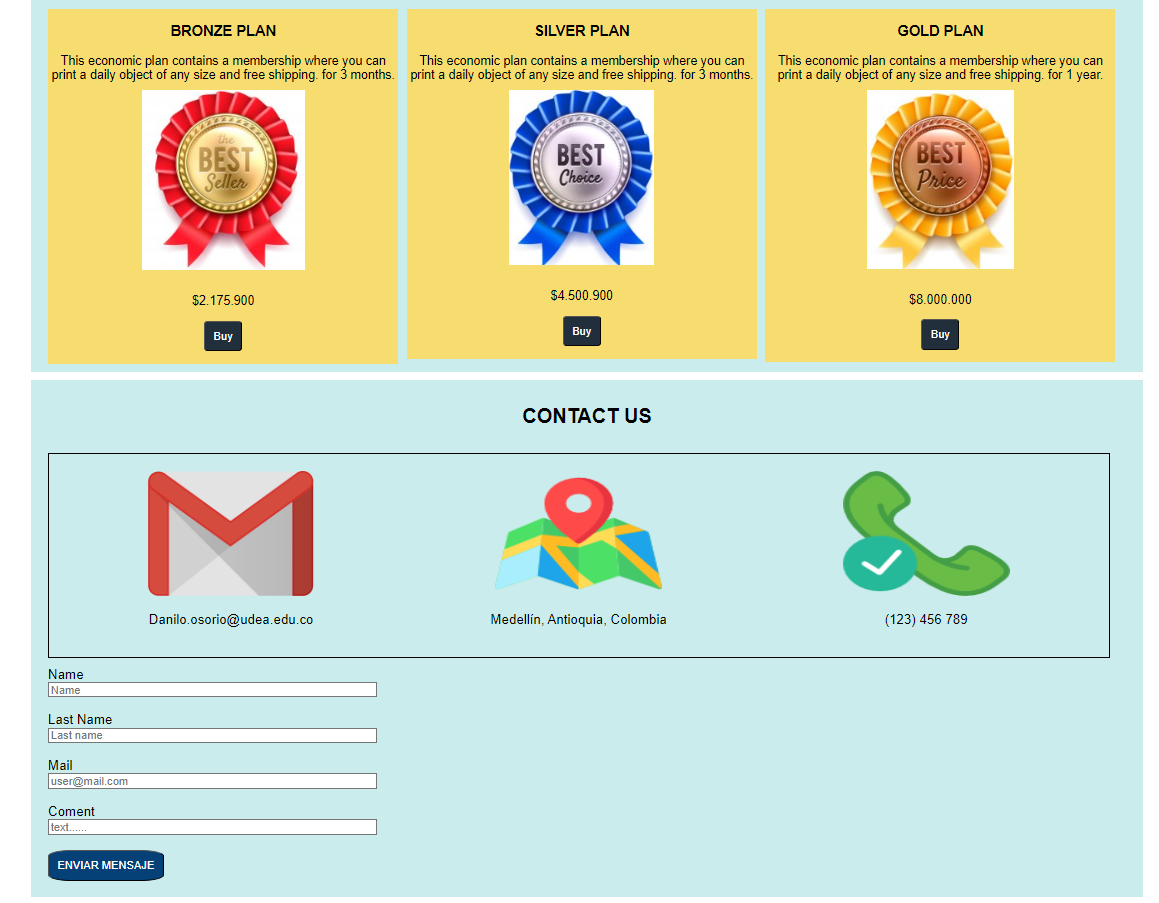 BRONZE PLAN
This economic plan contains a membership where you can
print a daily object of any size and free shipping. for 3 months.
the
BEST
Seller
$2.175.900
Buy
SILVER PLAN
This economic plan contains a membership where you can
print a daily object of any size and free shipping. for 3 months.
BEST
Choice
$4.500.900
Buy
GOLD PLAN
This economic plan contains a membership where you can
print a daily object of any size and free shipping. for 1 year.
BEST
Price
$8.000.000
Buy
CONTACT US
Danilo.osorio@udea.edu.co
Medellín, Antioquia, Colombia
(123) 456 789
Name
Name
Last Name
Last name
Mail
user@mail.com
Coment
text......
ENVIAR MENSAJE